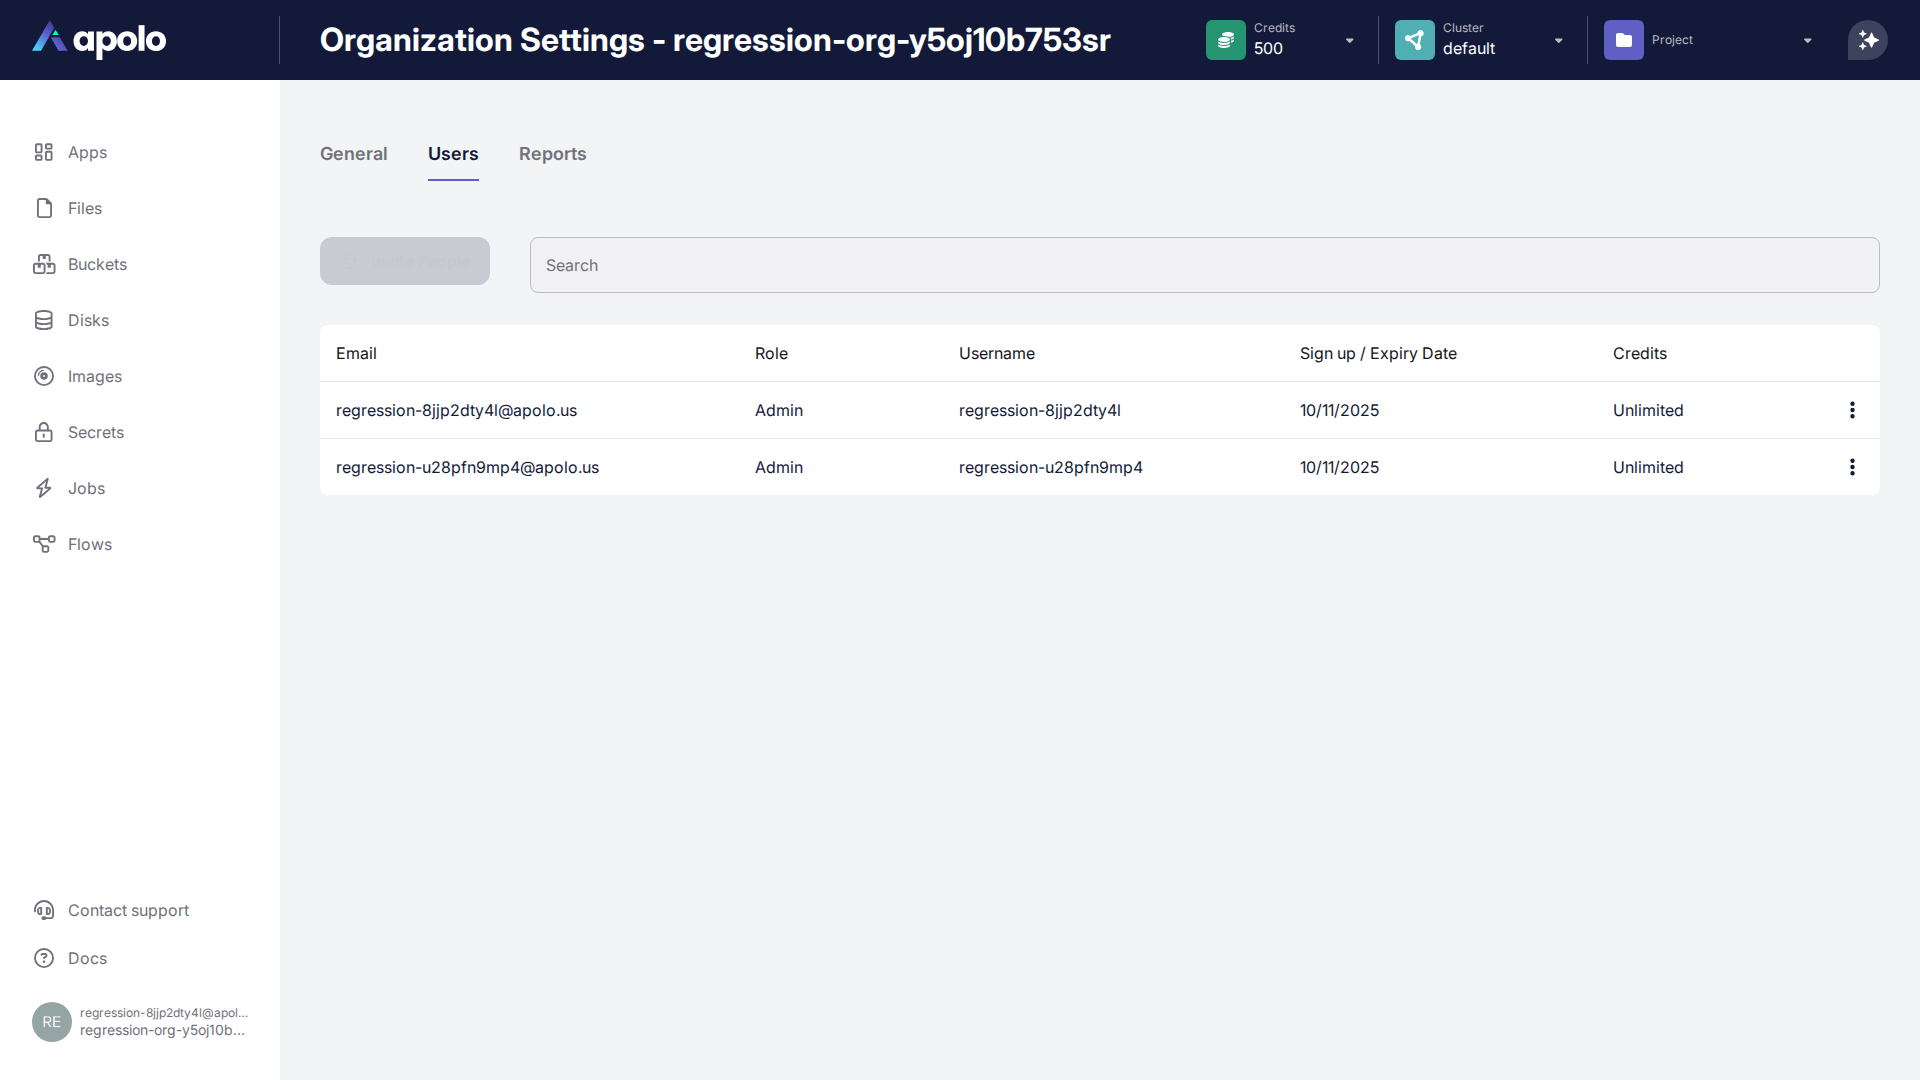 apolo
Organization Settings - regression-org-y5oj10b753sr
Credits
500
Cluster
default
Project
Apps
Files
Buckets
Disks
Images
Secrets
Jobs
Flows
Contact support
Docs
RE
regression-8jjp2dty4l@apol...
regression-org-y5oj10b...
General Users Reports
Search
Email Role Username Sign up / Expiry Date Credits
regression-8jjp2dty4l@apolo.us Admin regression-8jjp2dty4l 10/11/2025 Unlimited
regression-u28pfn9mp4@apolo.us Admin regression-u28pfn9mp4 10/11/2025 Unlimited